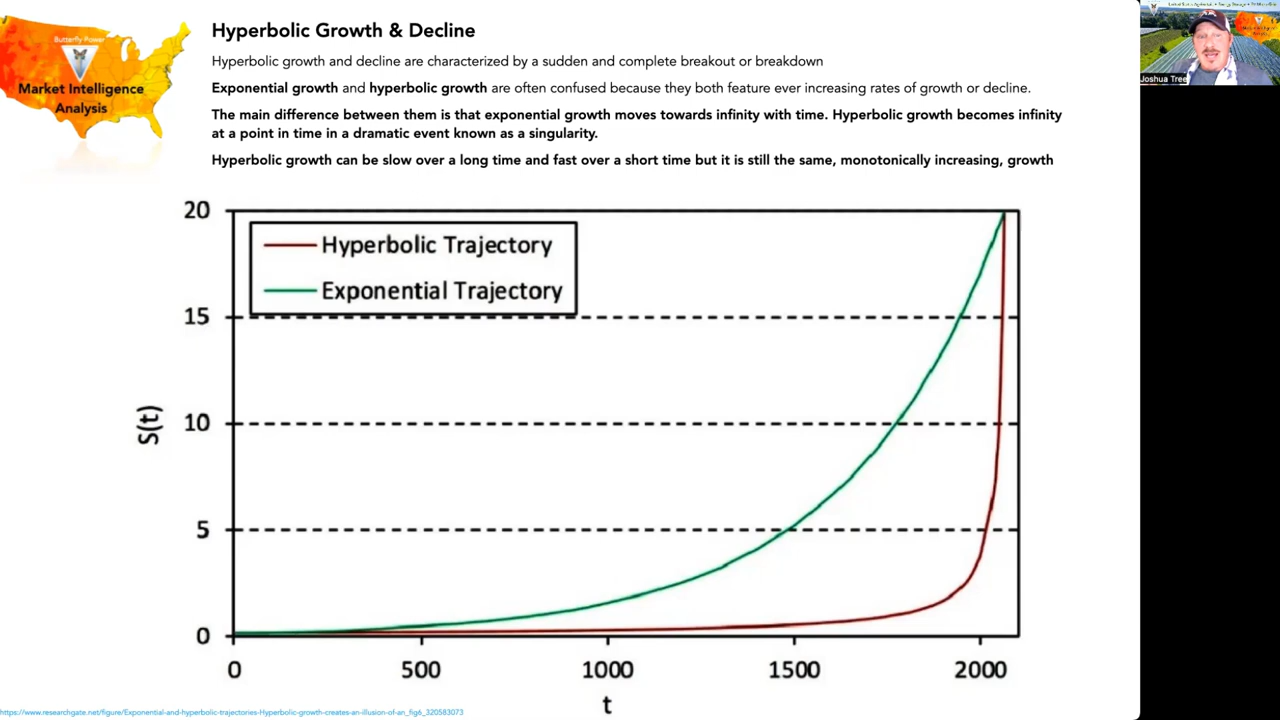 Butterfly Power
Market Intelligence
Analysis
Hyperbolic Growth & Decline
Hyperbolic growth and decline are characterized by a sudden and complete breakout or breakdown
Exponential growth and hyperbolic growth are often confused because they both feature ever increasing rates of growth or decline.
The main difference between them is that exponential growth moves towards infinity with time. Hyperbolic growth becomes infinity
at a point in time in a dramatic event known as a singularity.
Hyperbolic growth can be slow over a long time and fast over a short time but it is still the same, monotonically increasing, growth
20
15
10
5
0
S(t)
Hyperbolic Trajectory
Exponential Trajectory
0 500 1000 1500 2000
t
https://www.researchgate.net/figure/Exponential-and-hyperbolic-trajectories-Hyperbolic-growth-creates-an-illusion-of-an_fig6_320583073
Joshua Tree